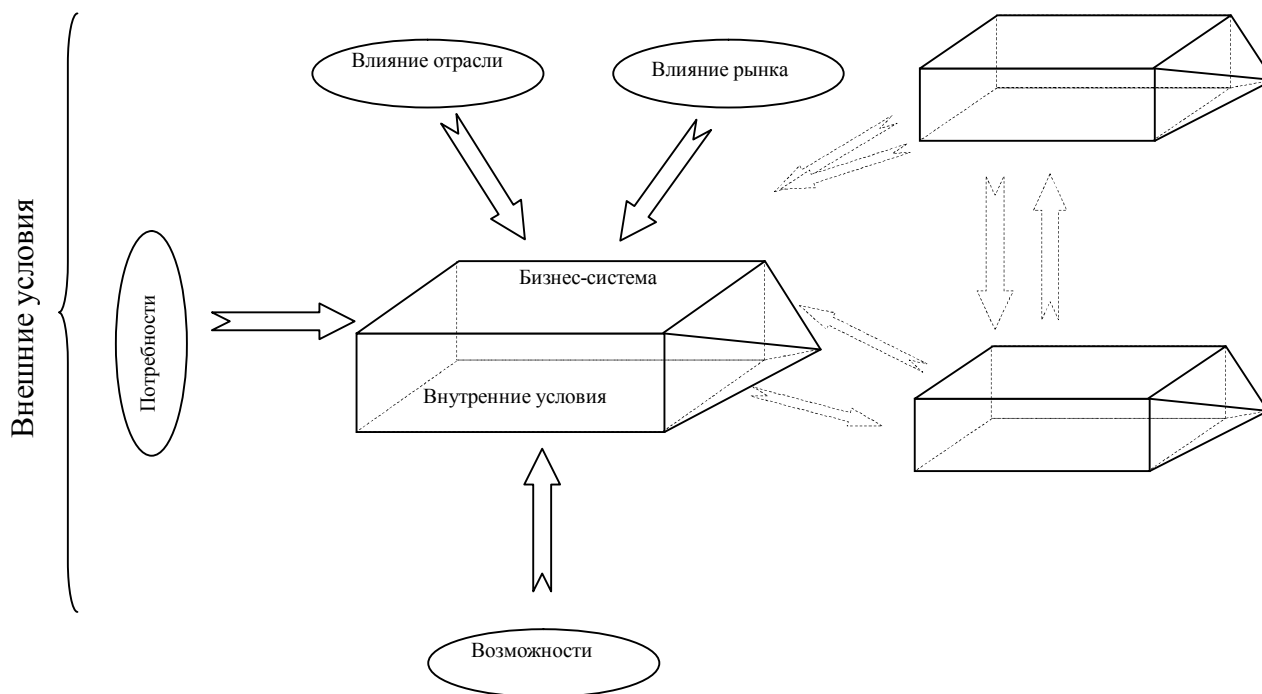 Внешние условия
Влияние отрасли
Влияние рынка
Потребности
Бизнес-система
Внутренние условия
Возможности